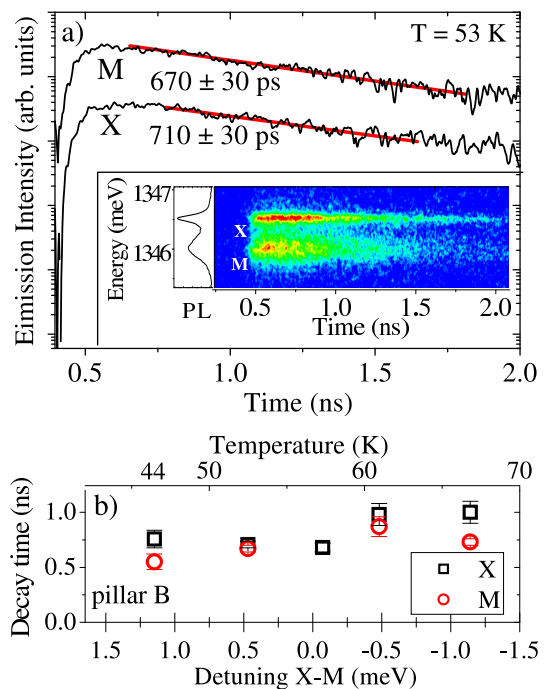 a)
T = 53 K
M
670 ± 30 ps
X
710 ± 30 ps
Eimission Intensity (arb. units)
1347
1346
Energy (meV)
X
M
PL
0.5 1.0 1.5 2.0
Time (ns)
0.5 1.0 1.5 2.0
Time (ns)
Temperature (K)
44 50 60 70
b)
1.0
0.5
0.0
Decay time (ns)
pillar B
X
M
1.5 1.0 0.5 0.0 -0.5 -1.0 -1.5
Detuning X-M (meV)